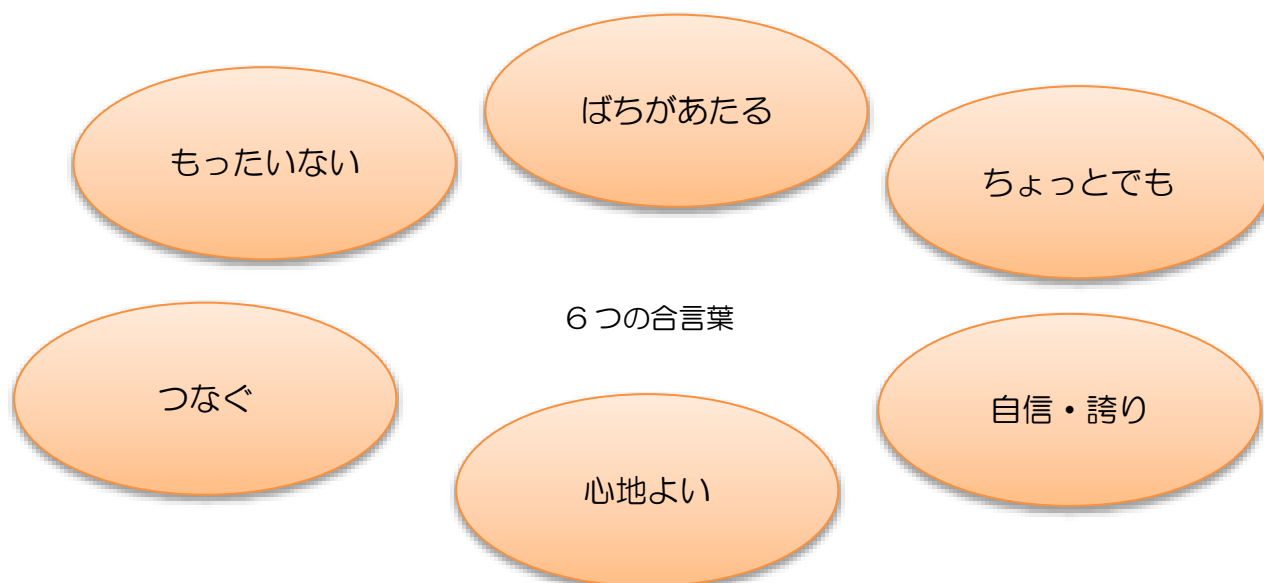 ばちがあたる
もったいない
ちょっとでも
６つの合言葉
つなぐ
自信・誇り
心地よい